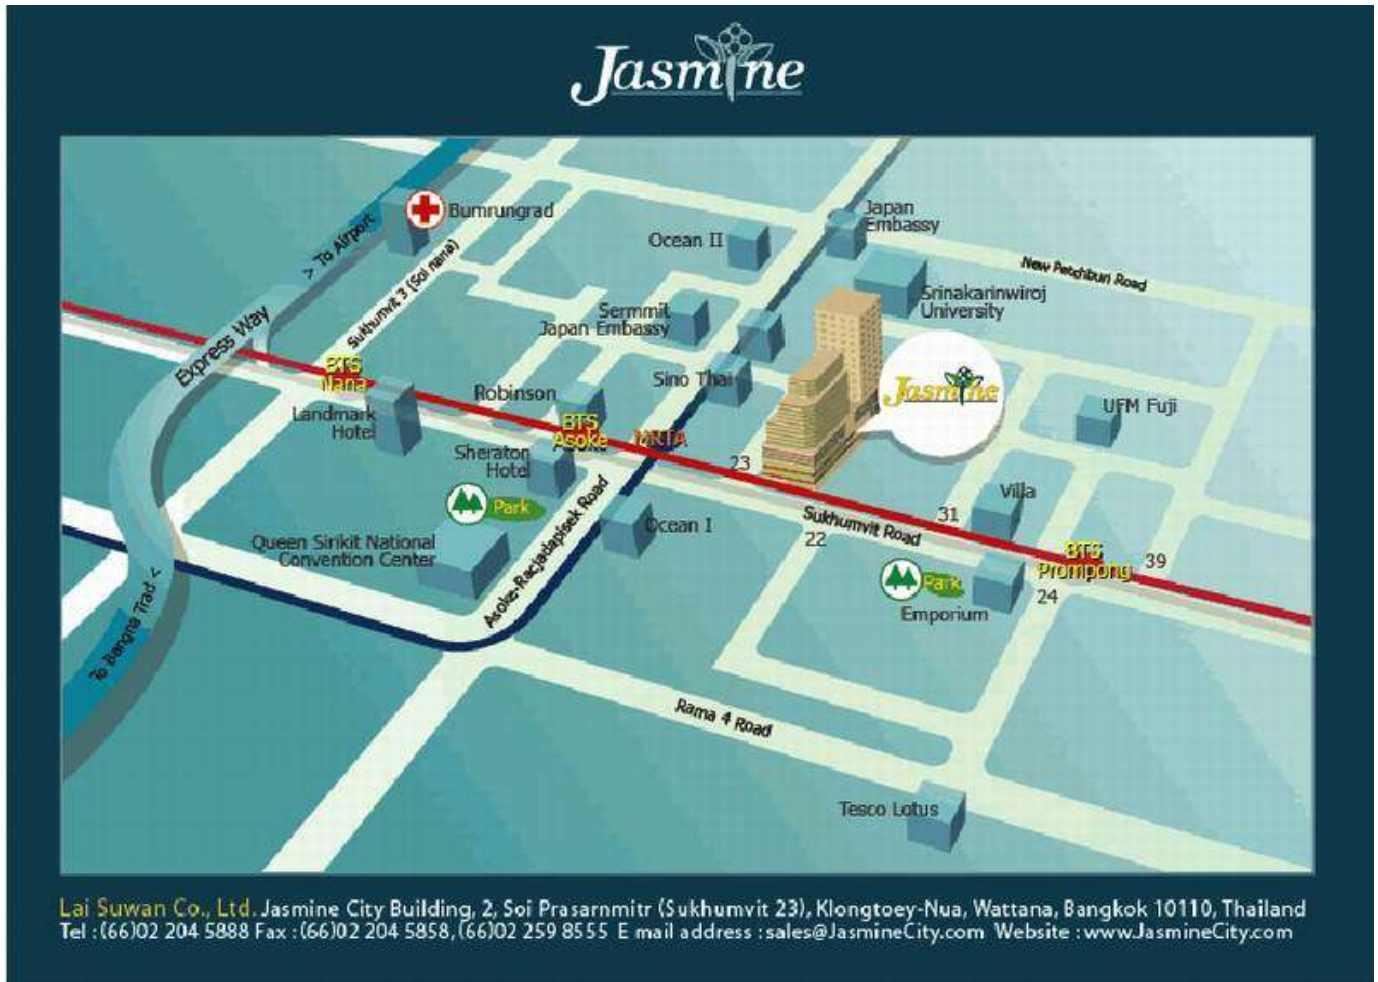 Jasmine
Bumrungrad
> To Airport
Sukhumvit 3 (Soi nana)
Express Way
Ocean II
Japan
Embassy
New Petchburi Road
Srinakarinwiroj
University
Sermmit
Japan Embassy
Sino Thai
Jasmine
UFM Fuji
BTS
Nana
Landmark
Hotel
Robinson
BTS
Asoke
MRTA
Sheraton
Hotel
23
Park
Ocean I
Asoke-Racjadapisek Road
Queen Sirikit National
Convention Center
Sukhumvit Road
22
31
Villa
BTS
Prompong
39
24
Park
Emporium
To Bangna Trad <
Rama 4 Road
Tesco Lotus
Lai Suwan Co., Ltd. Jasmine City Building, 2, Soi Prasarnmitr (Sukhumvit 23), Klongtoey-Nua, Wattana, Bangkok 10110, Thailand
Tel :(66)02 204 5888 Fax :(66)02 204 5858,(66)02 259 8555 E mail address :sales@JasmineCity.com Website :www.JasmineCity.com